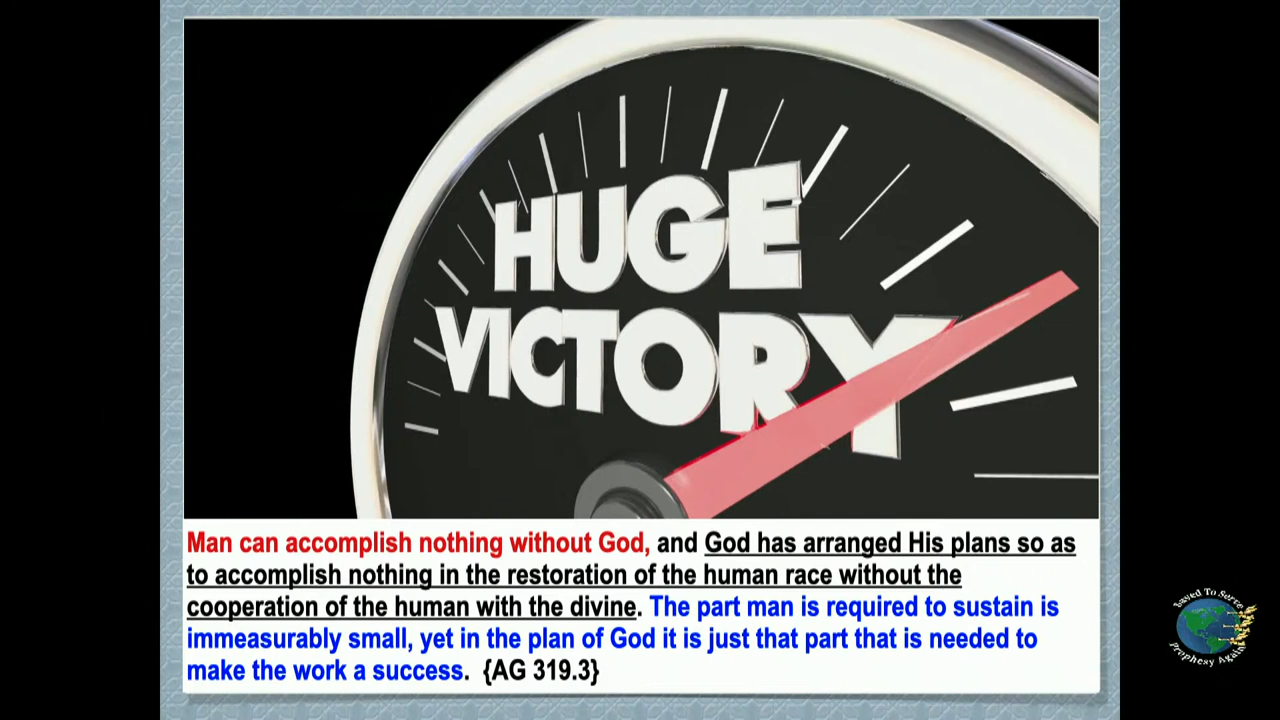 HUGE
VICTORY
Man can accomplish nothing without God, and God has arranged His plans so as
to accomplish nothing in the restoration of the human race without the
cooperation of the human with the divine. The part man is required to sustain is
immeasurably small, yet in the plan of God it is just that part that is needed to
make the work a success. {AG 319.3}
To Serve
Prophesy Again